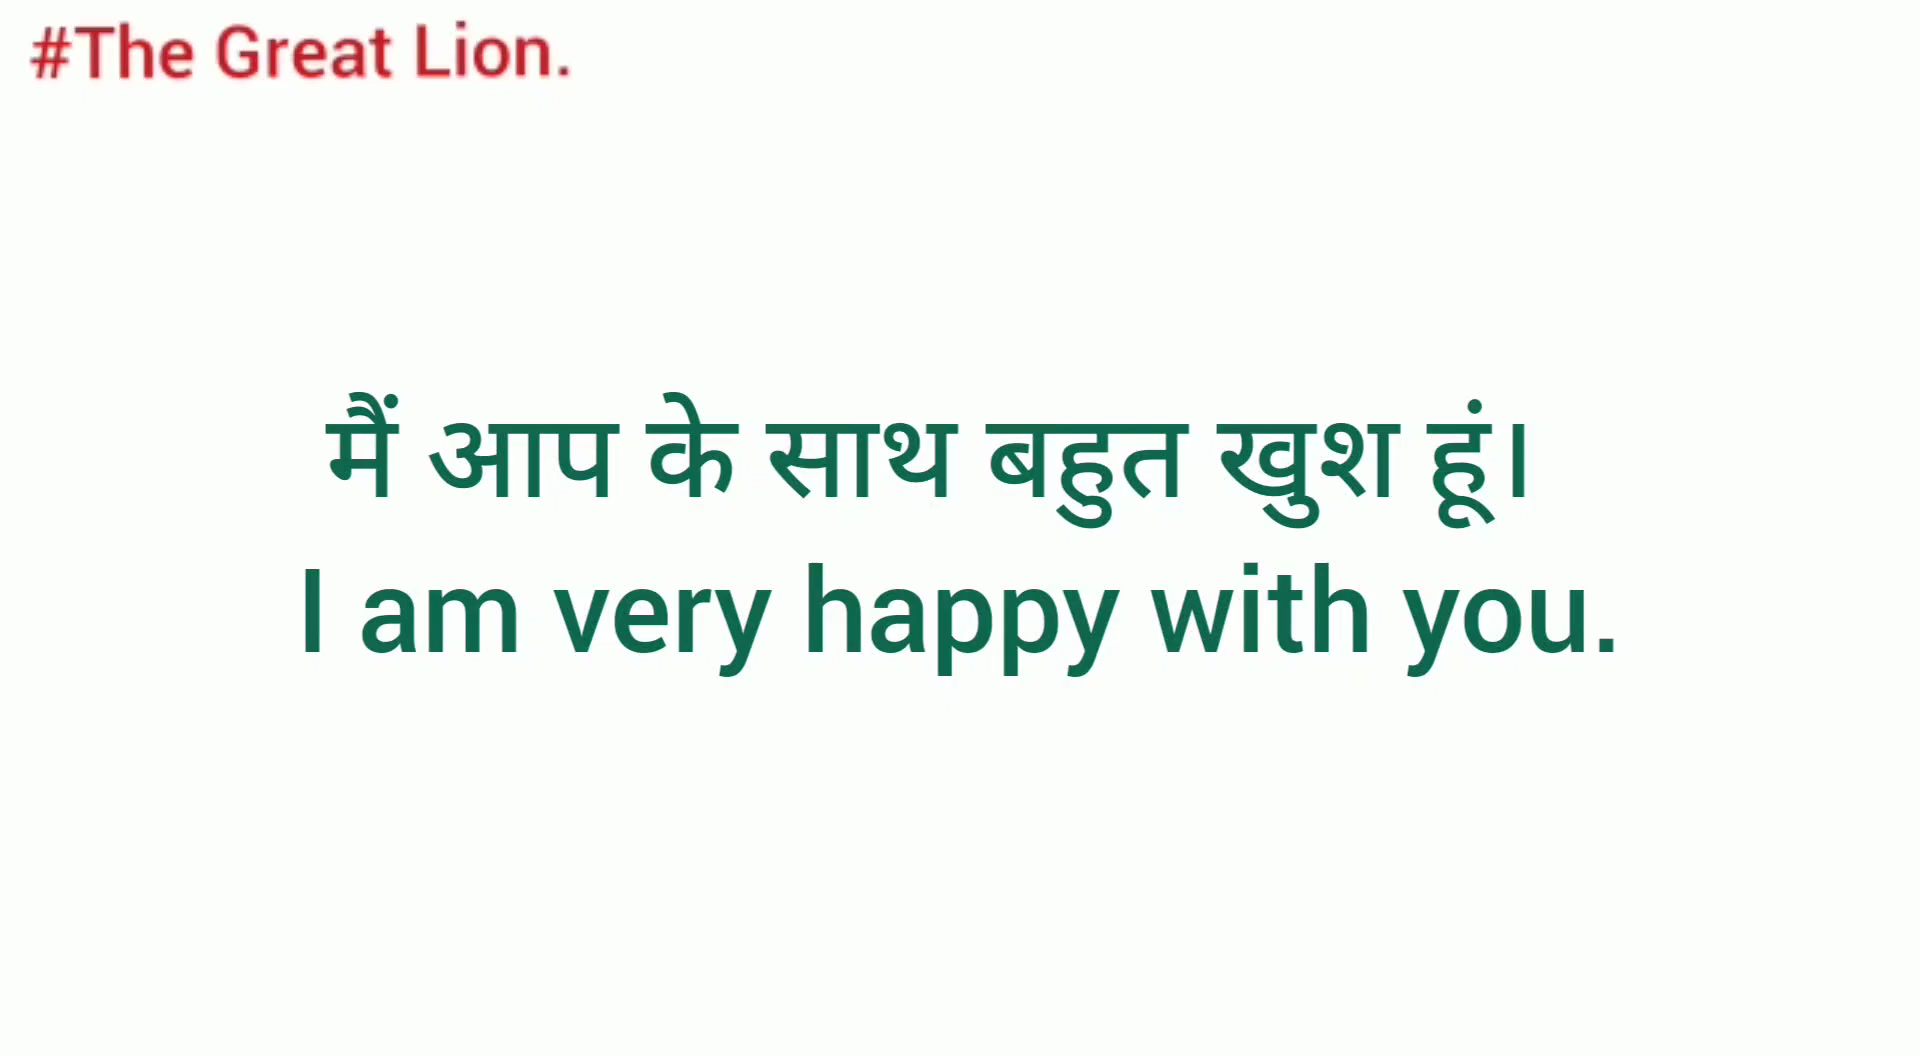 #The Great Lion.
मैं आप के साथ बहुत खुश हूं।
I am very happy with you.